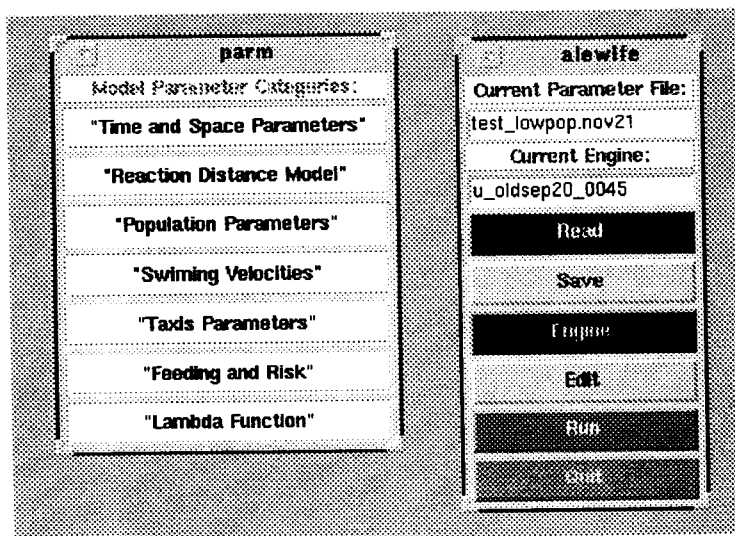 parm
Model Parameter Categories:
"Time and Space Parameters"
"Reaction Distance Model"
"Population Parameters"
"Swiming Velocities"
"Taxis Parameters"
"Feeding and Risk"
"Lambda Function"
alewife
Current Parameter File:
test_lowpop.nov21
Current Engine:
u_oldsep20_0045
Read
Save
Engine
Edit
Run
Quit